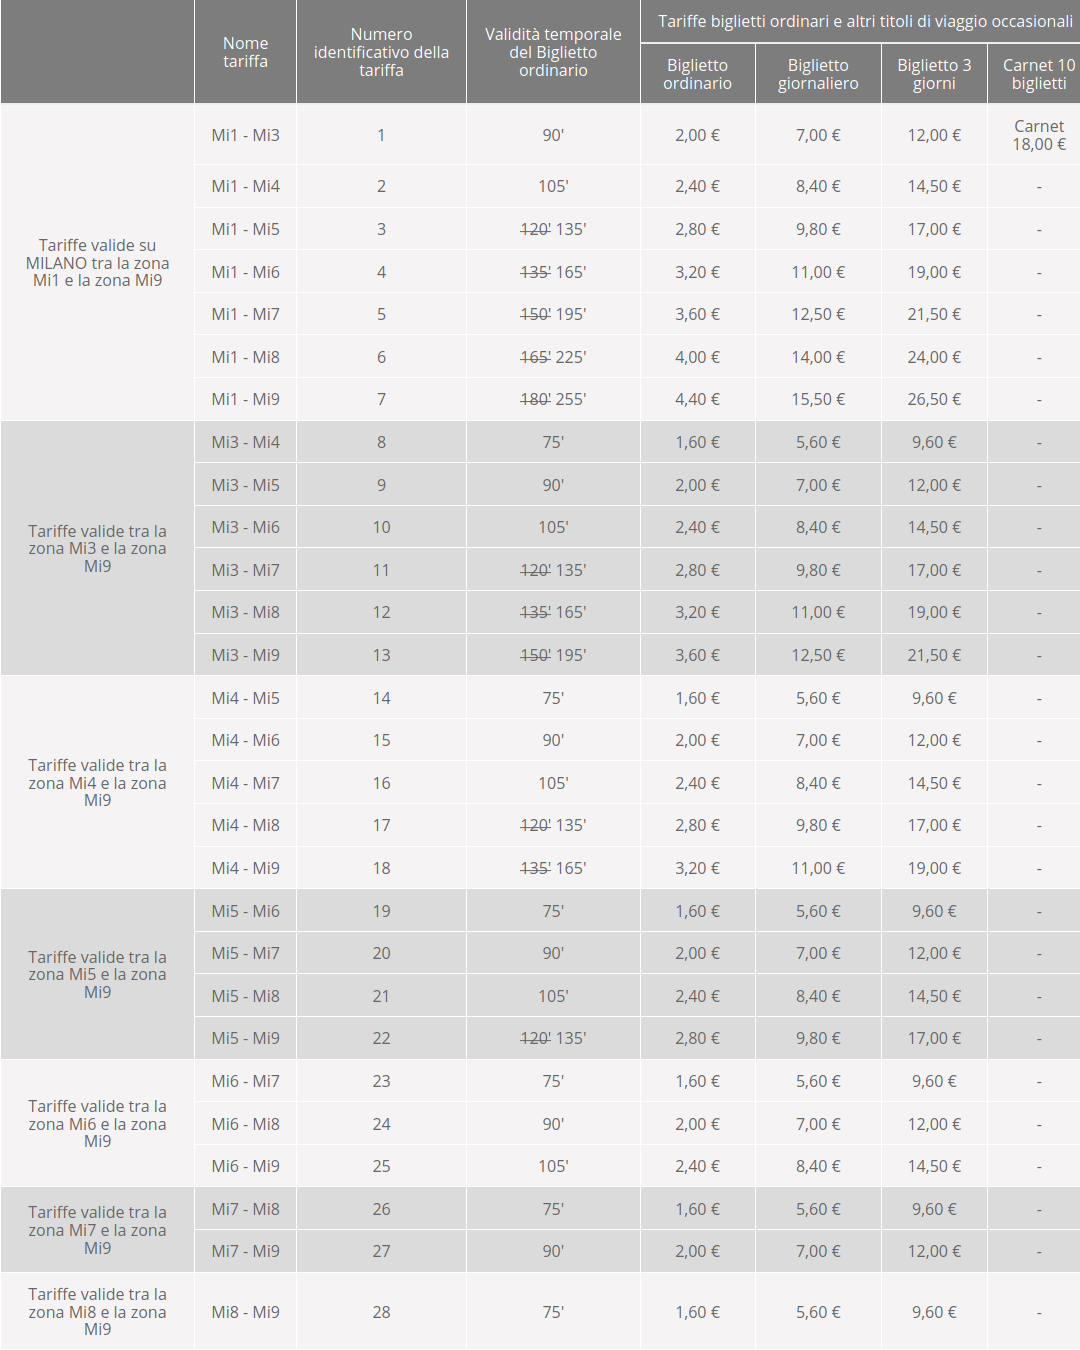 Nome tariffa
Numero identificativo della tariffa
Validità temporale del Biglietto ordinario
Tariffe biglietti ordinari e altri titoli di viaggio occasionali
Biglietto ordinario
Biglietto giornaliero
Biglietto 3 giorni
Carnet 10 biglietti
Tariffe valide su MILANO tra la zona Mi1 e la zona Mi9
Mi1 - Mi3 1 90' 2,00 € 7,00 € 12,00 € Carnet 18,00 €
Mi1 - Mi4 2 105' 2,40 € 8,40 € 14,50 € -
Mi1 - Mi5 3 120' 135' 2,80 € 9,80 € 17,00 € -
Mi1 - Mi6 4 135' 165' 3,20 € 11,00 € 19,00 € -
Mi1 - Mi7 5 150' 195' 3,60 € 12,50 € 21,50 € -
Mi1 - Mi8 6 165' 225' 4,00 € 14,00 € 24,00 € -
Mi1 - Mi9 7 180' 255' 4,40 € 15,50 € 26,50 € -
Tariffe valide tra la zona Mi3 e la zona Mi9
Mi3 - Mi4 8 75' 1,60 € 5,60 € 9,60 € -
Mi3 - Mi5 9 90' 2,00 € 7,00 € 12,00 € -
Mi3 - Mi6 10 105' 2,40 € 8,40 € 14,50 € -
Mi3 - Mi7 11 120' 135' 2,80 € 9,80 € 17,00 € -
Mi3 - Mi8 12 135' 165' 3,20 € 11,00 € 19,00 € -
Mi3 - Mi9 13 150' 195' 3,60 € 12,50 € 21,50 € -
Tariffe valide tra la zona Mi4 e la zona Mi9
Mi4 - Mi5 14 75' 1,60 € 5,60 € 9,60 € -
Mi4 - Mi6 15 90' 2,00 € 7,00 € 12,00 € -
Mi4 - Mi7 16 105' 2,40 € 8,40 € 14,50 € -
Mi4 - Mi8 17 120' 135' 2,80 € 9,80 € 17,00 € -
Mi4 - Mi9 18 135' 165' 3,20 € 11,00 € 19,00 € -
Tariffe valide tra la zona Mi5 e la zona Mi9
Mi5 - Mi6 19 75' 1,60 € 5,60 € 9,60 € -
Mi5 - Mi7 20 90' 2,00 € 7,00 € 12,00 € -
Mi5 - Mi8 21 105' 2,40 € 8,40 € 14,50 € -
Mi5 - Mi9 22 120' 135' 2,80 € 9,80 € 17,00 € -
Tariffe valide tra la zona Mi6 e la zona Mi9
Mi6 - Mi7 23 75' 1,60 € 5,60 € 9,60 € -
Mi6 - Mi8 24 90' 2,00 € 7,00 € 12,00 € -
Mi6 - Mi9 25 105' 2,40 € 8,40 € 14,50 € -
Tariffe valide tra la zona Mi7 e la zona Mi9
Mi7 - Mi8 26 75' 1,60 € 5,60 € 9,60 € -
Mi7 - Mi9 27 90' 2,00 € 7,00 € 12,00 € -
Tariffe valide tra la zona Mi8 e la zona Mi9
Mi8 - Mi9 28 75' 1,60 € 5,60 € 9,60 € -